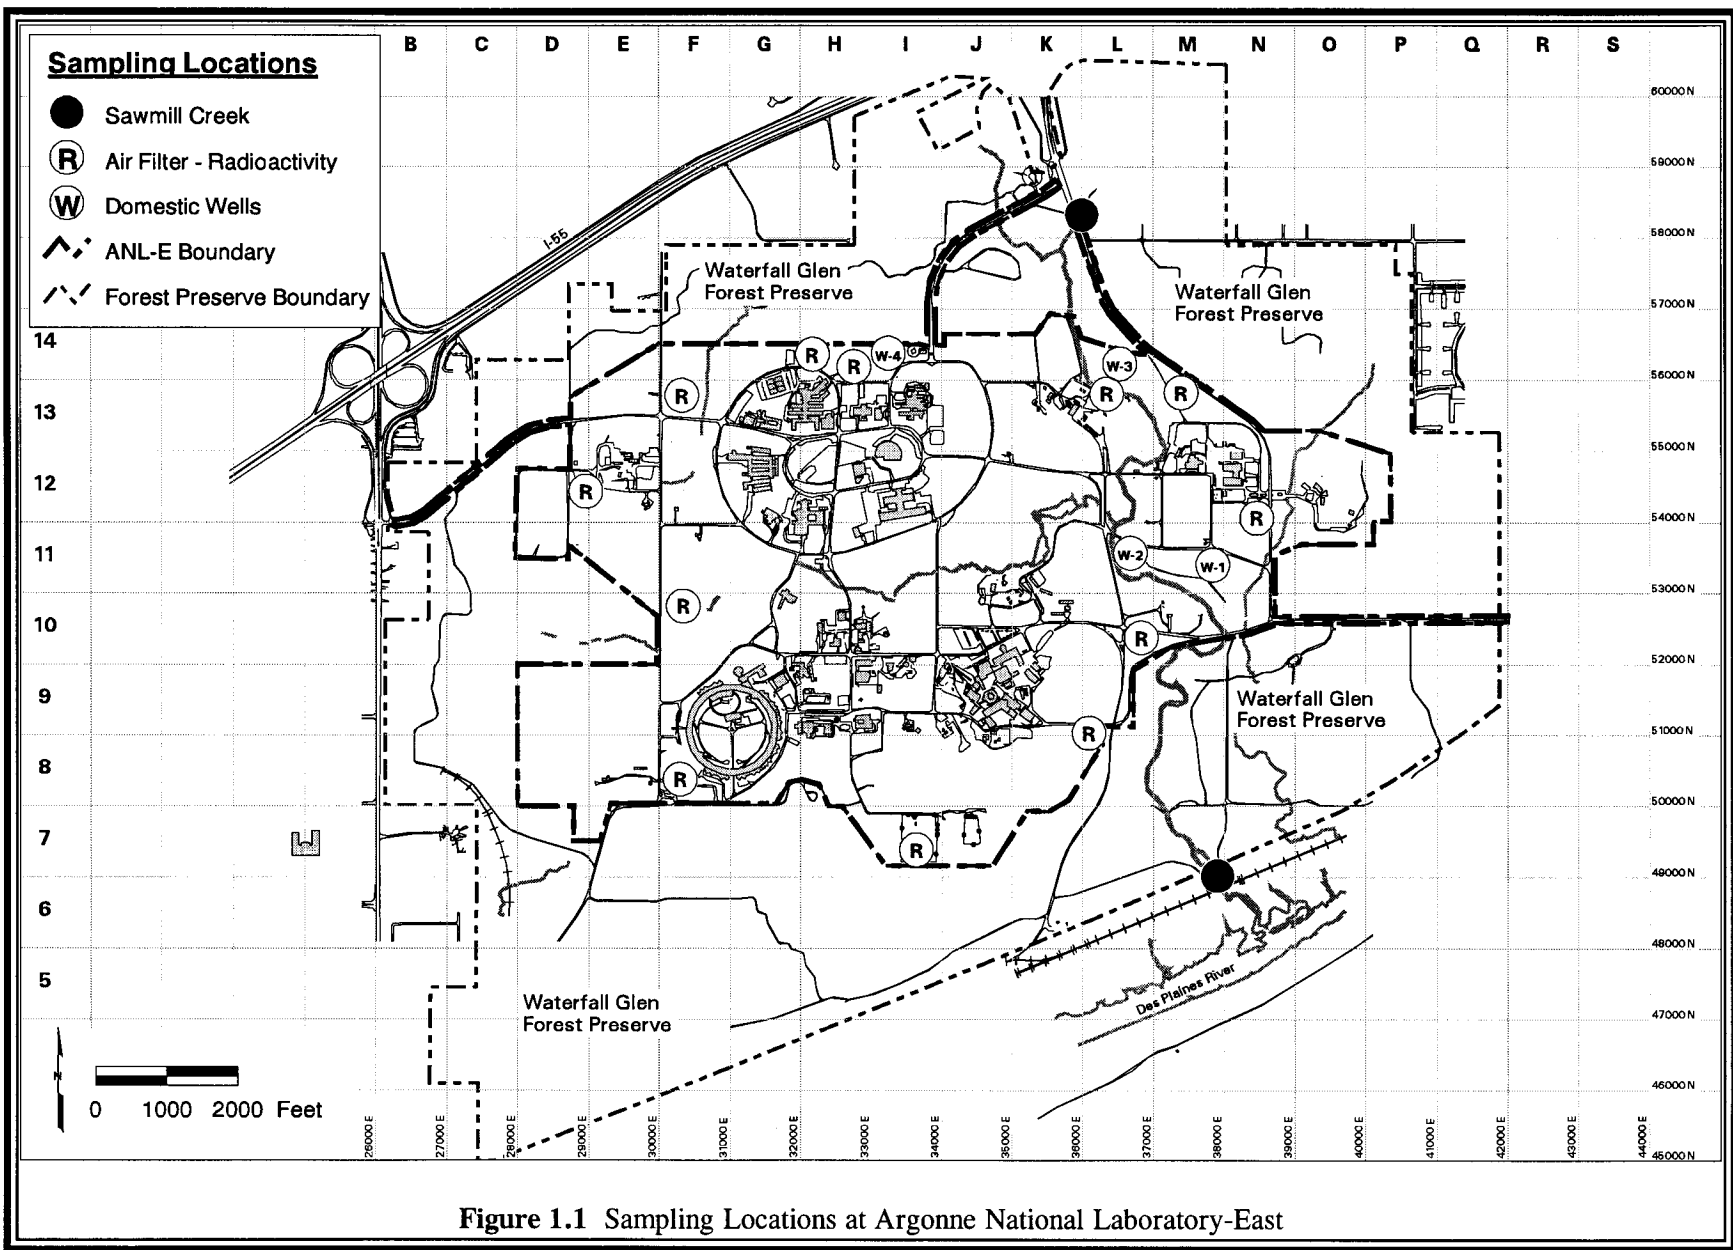 B C D E F G H I J K L M N O P Q R S
Sampling Locations
Sawmill Creek
R Air Filter - Radioactivity
W Domestic Wells
ANL-E Boundary
Forest Preserve Boundary
60000 N
59000 N
58000 N
57000 N
56000 N
55000 N
54000 N
53000 N
52000 N
51000 N
50000 N
49000 N
48000 N
47000 N
46000 N
45000 N
14
13
12
11
10
9
8
7
6
5
I-55
Waterfall Glen
Forest Preserve
Waterfall Glen
Forest Preserve
R
R
W-4
W-3
R
R
R
R
R
W-2
W-1
R
R
Waterfall Glen
Forest Preserve
R
R
R
Des Plaines River
Waterfall Glen
Forest Preserve
N
0 1000 2000 Feet
26000 E
27000 E
28000 E
29000 E
30000 E
31000 E
32000 E
33000 E
34000 E
35000 E
36000 E
37000 E
38000 E
39000 E
40000 E
41000 E
42000 E
43000 E
44000 E
Figure 1.1 Sampling Locations at Argonne National Laboratory-East